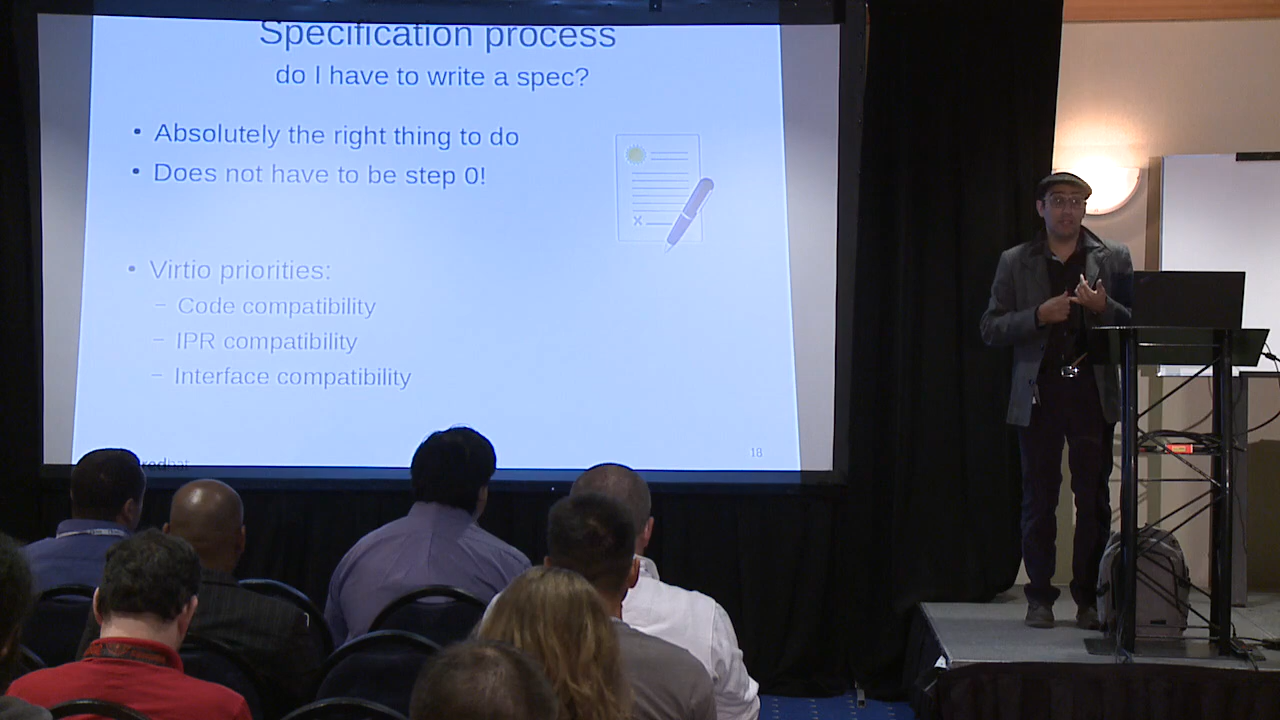 Specification process
do I have to write a spec?
• Absolutely the right thing to do
• Does not have to be step 0!
• Virtio priorities:
– Code compatibility
– IPR compatibility
– Interface compatibility
redhat
18